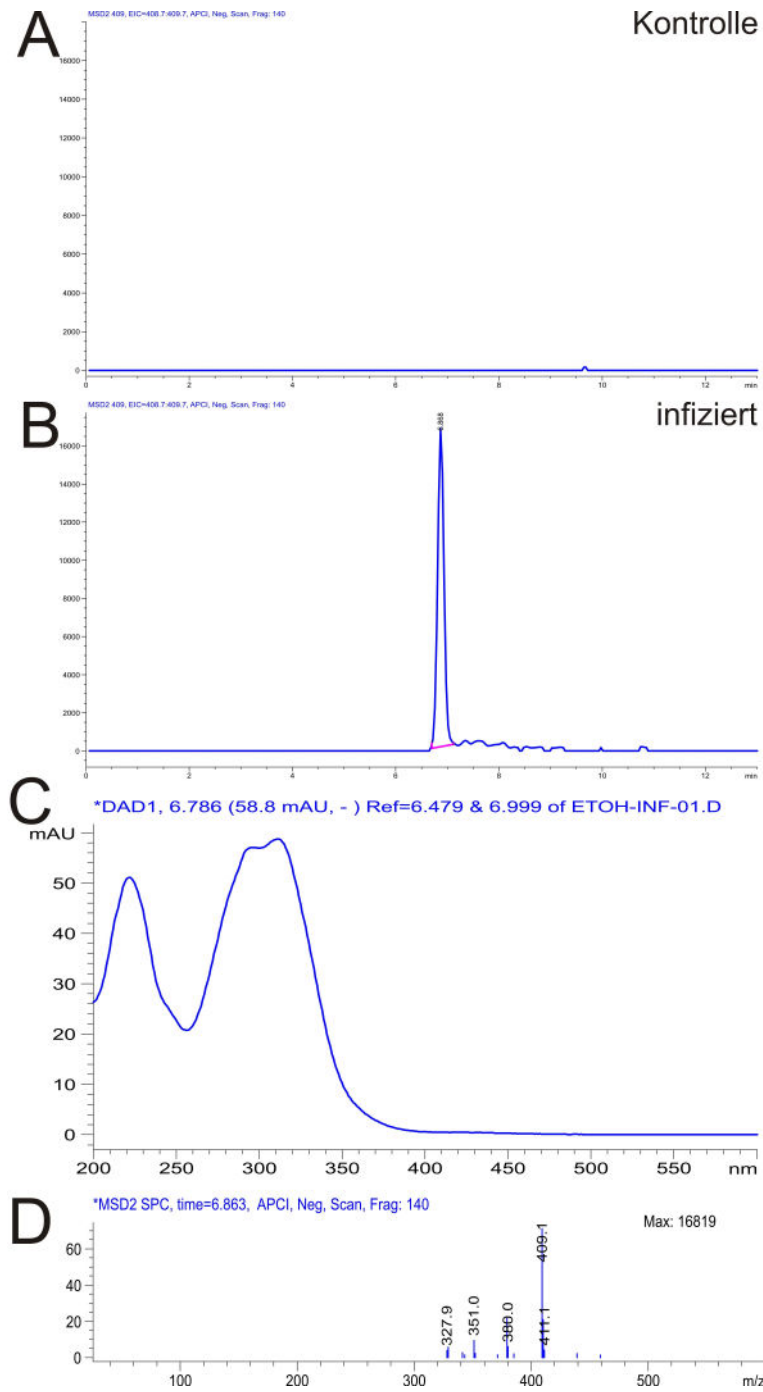 A
MSD2 409, EIC=408.7:409.7, APCI, Neg, Scan, Frag: 140
Kontrolle
16000
14000
12000
10000
8000
6000
4000
2000
0
0 2 4 6 8 10 12 min
B
MSD2 409, EIC=408.7:409.7, APCI, Neg, Scan, Frag: 140
infiziert
6.868
16000
14000
12000
10000
8000
6000
4000
2000
0
0 2 4 6 8 10 12 min
C
*DAD1, 6.786 (58.8 mAU, - ) Ref=6.479 & 6.999 of ETOH-INF-01.D
mAU
50
40
30
20
10
0
200 250 300 350 400 450 500 550 nm
D
*MSD2 SPC, time=6.863, APCI, Neg, Scan, Frag: 140
Max: 16819
60
40
20
0
327.9
351.0
380.0
409.1
411.1
100 200 300 400 500 m/z